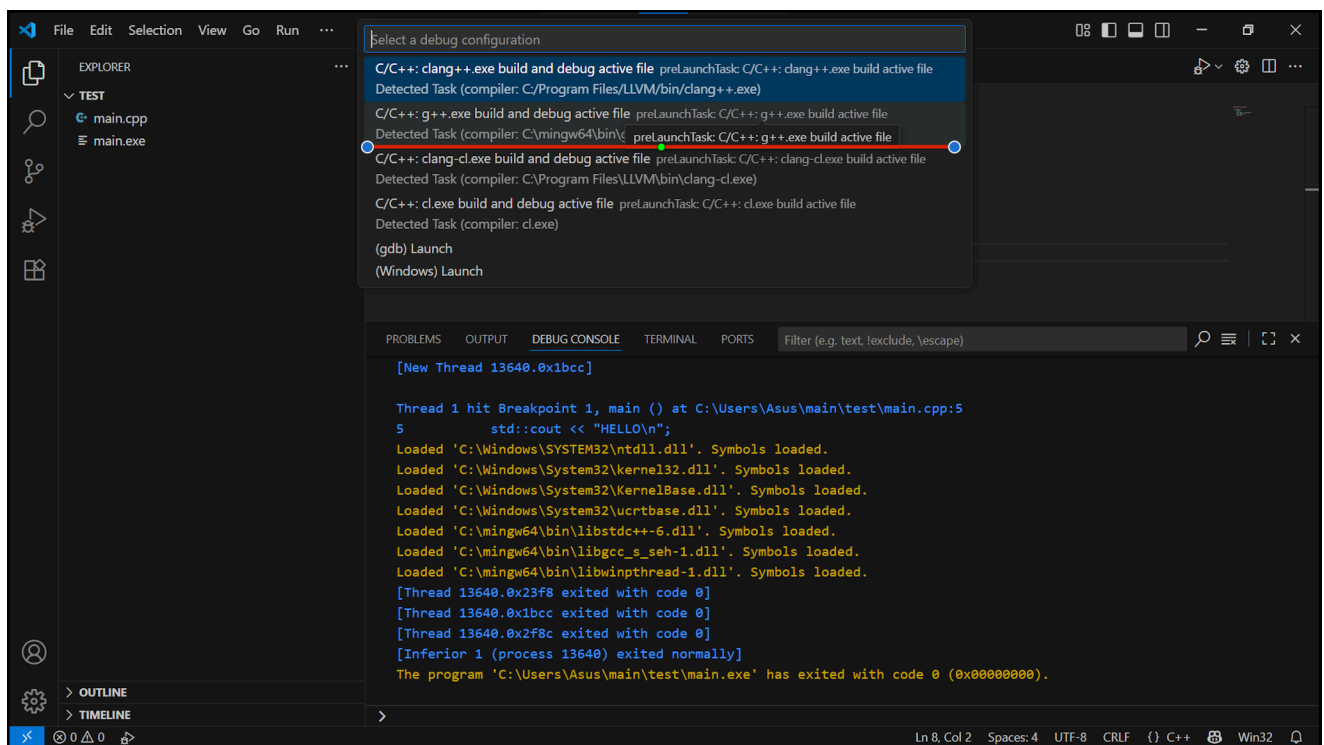 File Edit Selection View Go Run ···
Select a debug configuration
C/C++: clang++.exe build and debug active file preLaunchTask: C/C++: clang++.exe build active file
Detected Task (compiler: C:/Program Files/LLVM/bin/clang++.exe)
C/C++: g++.exe build and debug active file preLaunchTask: C/C++: g++.exe build active file
Detected Task (compiler: C:\mingw64\bin\
preLaunchTask: C/C++: g++.exe build active file
C/C++: clang-cl.exe build and debug active file preLaunchTask: C/C++: clang-cl.exe build active file
Detected Task (compiler: C:\Program Files\LLVM\bin\clang-cl.exe)
C/C++: cl.exe build and debug active file preLaunchTask: C/C++: cl.exe build active file
Detected Task (compiler: cl.exe)
(gdb) Launch
(Windows) Launch
EXPLORER
TEST
main.cpp
main.exe
OUTLINE
TIMELINE
PROBLEMS OUTPUT DEBUG CONSOLE TERMINAL PORTS Filter (e.g. text, !exclude, \escape)
[New Thread 13640.0x1bcc]
Thread 1 hit Breakpoint 1, main () at C:\Users\Asus\main\test\main.cpp:5
5 std::cout << "HELLO\n";
Loaded 'C:\Windows\SYSTEM32\ntdll.dll'. Symbols loaded.
Loaded 'C:\Windows\System32\kernel32.dll'. Symbols loaded.
Loaded 'C:\Windows\System32\KernelBase.dll'. Symbols loaded.
Loaded 'C:\Windows\System32\ucrtbase.dll'. Symbols loaded.
Loaded 'C:\mingw64\bin\libstdc++-6.dll'. Symbols loaded.
Loaded 'C:\mingw64\bin\libgcc_s_seh-1.dll'. Symbols loaded.
Loaded 'C:\mingw64\bin\libwinpthread-1.dll'. Symbols loaded.
[Thread 13640.0x23f8 exited with code 0]
[Thread 13640.0x1bcc exited with code 0]
[Thread 13640.0x2f8c exited with code 0]
[Inferior 1 (process 13640) exited normally]
The program 'C:\Users\Asus\main\test\main.exe' has exited with code 0 (0x00000000).
0 0 Ln 8, Col 2 Spaces: 4 UTF-8 CRLF {} C++ Win32